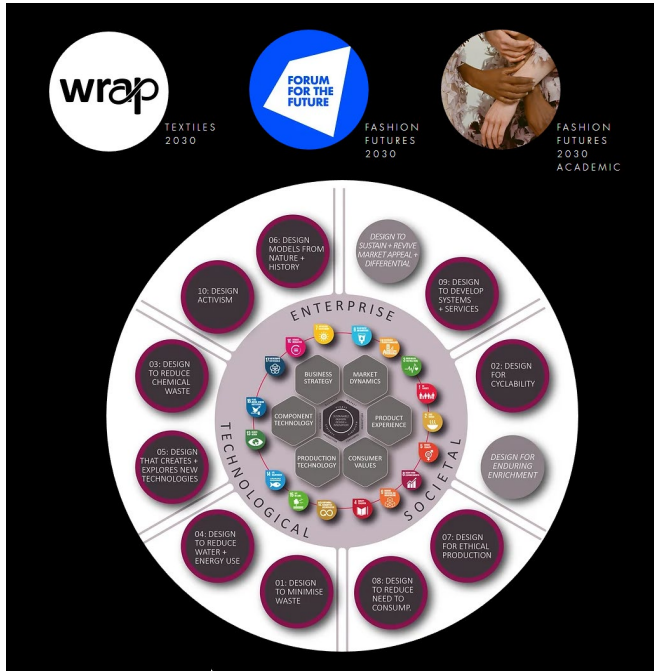 wrap
TEXTILES
2030
FORUM
FOR THE
FUTURE
FASHION
FUTURES
2030
FASHION
FUTURES
2030
ACADEMIC
06: DESIGN
MODELS FROM
NATURE +
HISTORY
DESIGN TO
SUSTAIN + REVIVE
MARKET APPEAL +
DIFFERENTIAL
10: DESIGN
ACTIVISM
09: DESIGN
TO DEVELOP
SYSTEMS
+ SERVICES
03: DESIGN
TO REDUCE
CHEMICAL
WASTE
02: DESIGN
FOR
CYCLABILITY
05: DESIGN
THAT CREATES +
EXPLORES NEW
TECHNOLOGIES
DESIGN FOR
ENDURING
ENRICHMENT
04: DESIGN
TO REDUCE
WATER +
ENERGY USE
07: DESIGN
FOR ETHICAL
PRODUCTION
01: DESIGN
TO MINIMISE
WASTE
08: DESIGN
TO REDUCE
NEED TO
CONSUMP.
ENTERPRISE
TECHNOLOGICAL
SOCIETAL
BUSINESS
STRATEGY
MARKET
DYNAMICS
COMPONENT
TECHNOLOGY
PRODUCT
EXPERIENCE
PRODUCTION
TECHNOLOGY
CONSUMER
VALUES